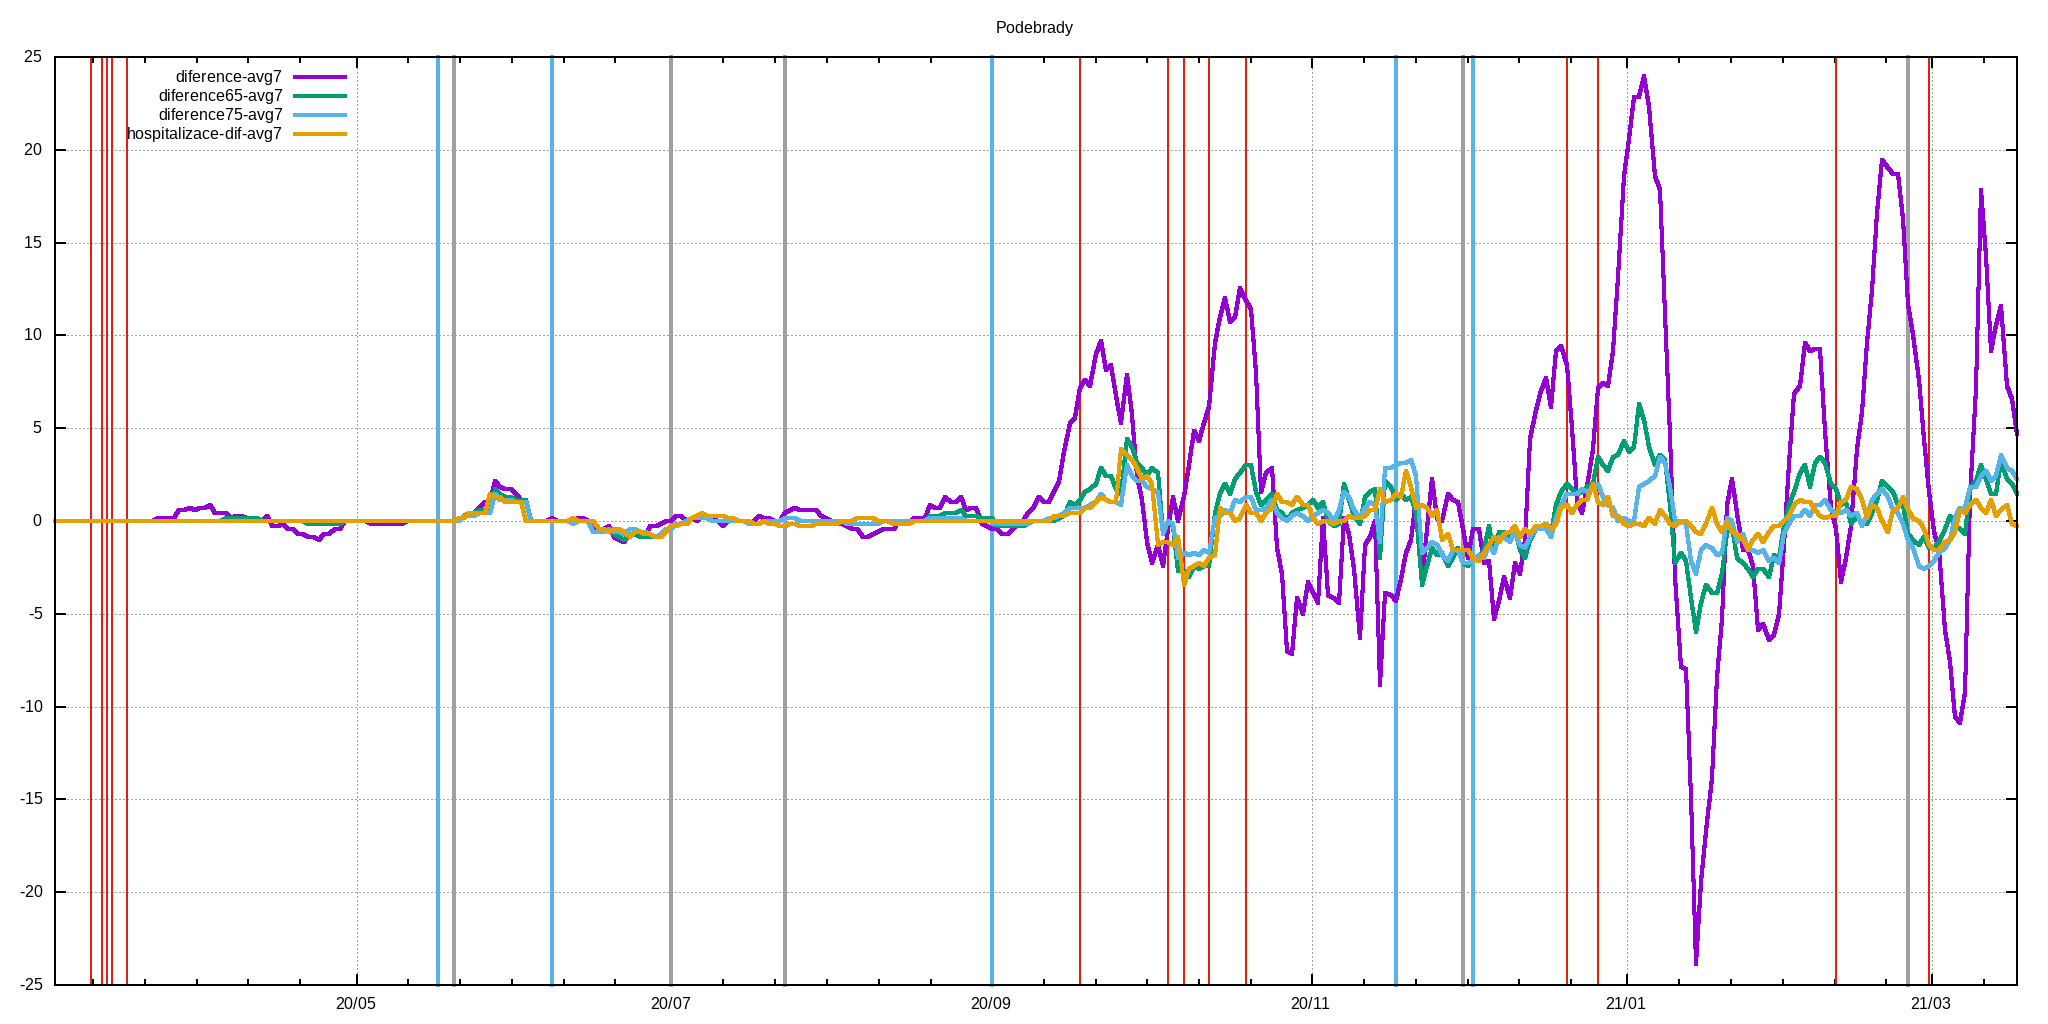 Podebrady
25
diference-avg7
diference65-avg7
diference75-avg7
hospitalizace-dif-avg7
20
15
10
5
0
-5
-10
-15
-20
-25
20/05 20/07 20/09 20/11 21/01 21/03